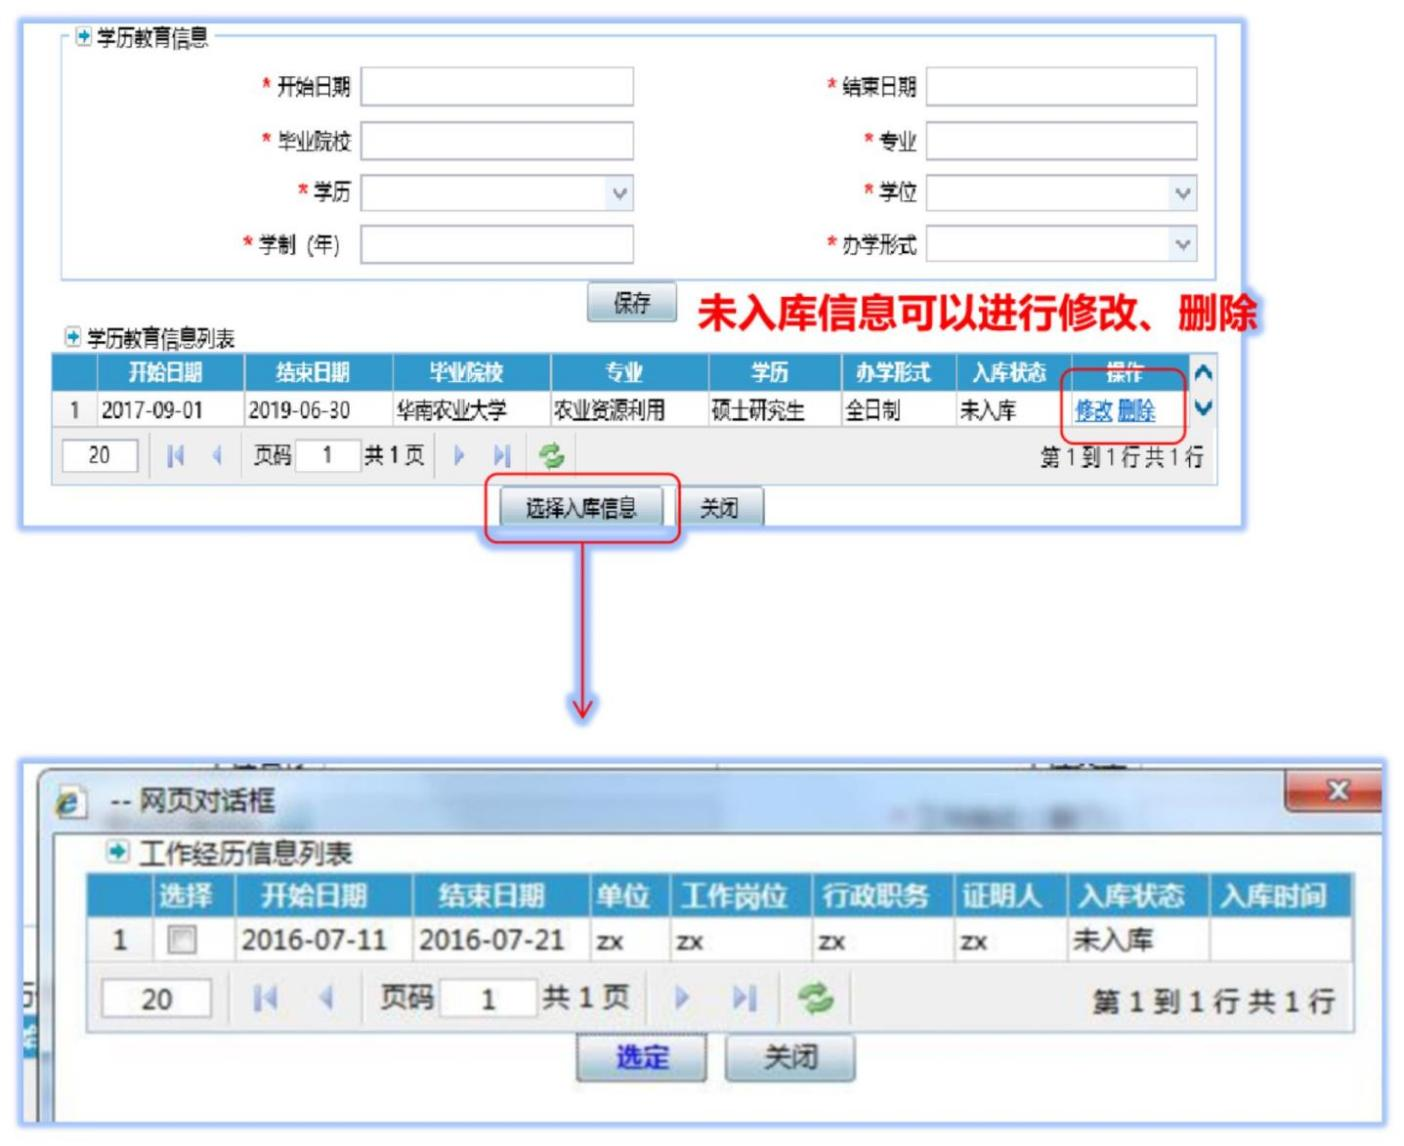 学历教育信息
* 开始日期
* 结束日期
* 毕业院校
* 专业
* 学历
* 学位
* 学制 (年)
* 办学形式
保存
未入库信息可以进行修改、删除
学历教育信息列表
开始日期 结束日期 毕业院校 专业 学历 办学形式 入库状态 操作
1 2017-09-01 2019-06-30 华南农业大学 农业资源利用 硕士研究生 全日制 未入库 修改 删除
20 页码 1 共 1 页 第 1 到 1 行 共 1 行
选择入库信息 关闭
-- 网页对话框
工作经历信息列表
选择 开始日期 结束日期 单位 工作岗位 行政职务 证明人 入库状态 入库时间
1 2016-07-11 2016-07-21 zx zx zx zx 未入库
20 页码 1 共 1 页 第 1 到 1 行 共 1 行
选定 关闭